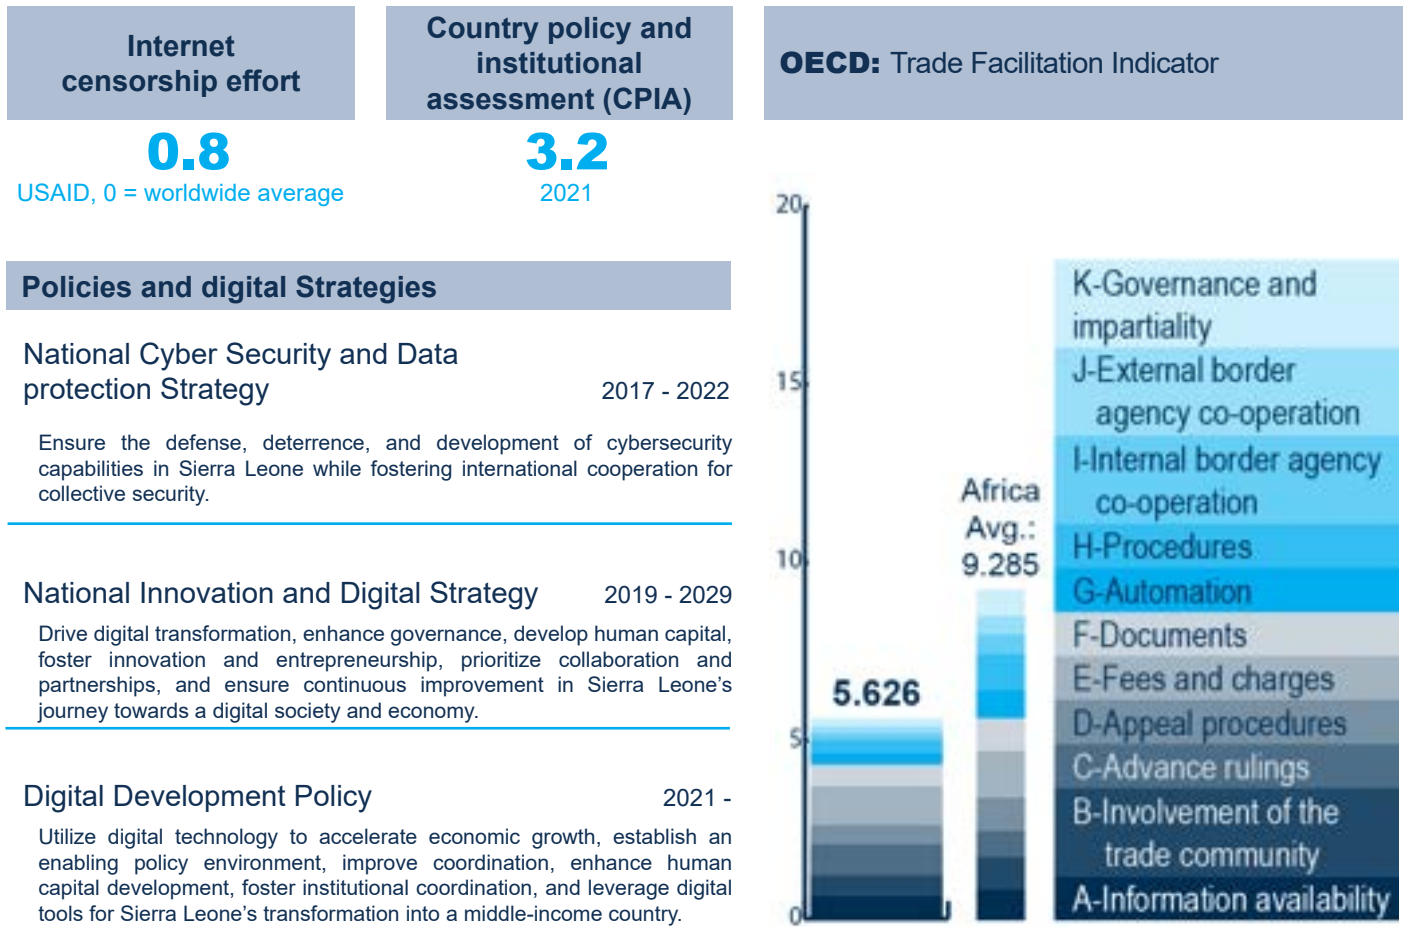 Internet
censorship effort
0.8
USAID, 0 = worldwide average
Country policy and
institutional
assessment (CPIA)
3.2
2021
Policies and digital Strategies
National Cyber Security and Data
protection Strategy 2017 - 2022
Ensure the defense, deterrence, and development of cybersecurity
capabilities in Sierra Leone while fostering international cooperation for
collective security.
National Innovation and Digital Strategy 2019 - 2029
Drive digital transformation, enhance governance, develop human capital,
foster innovation and entrepreneurship, prioritize collaboration and
partnerships, and ensure continuous improvement in Sierra Leone's
journey towards a digital society and economy.
Digital Development Policy 2021 -
Utilize digital technology to accelerate economic growth, establish an
enabling policy environment, improve coordination, enhance human
capital development, foster institutional coordination, and leverage digital
tools for Sierra Leone's transformation into a middle-income country.
OECD: Trade Facilitation Indicator
20
15
10
5
0
5.626
Africa
Avg.:
9.285
K-Governance and
impartiality
J-External border
agency co-operation
I-Internal border agency
co-operation
H-Procedures
G-Automation
F-Documents
E-Fees and charges
D-Appeal procedures
C-Advance rulings
B-Involvement of the
trade community
A-Information availability